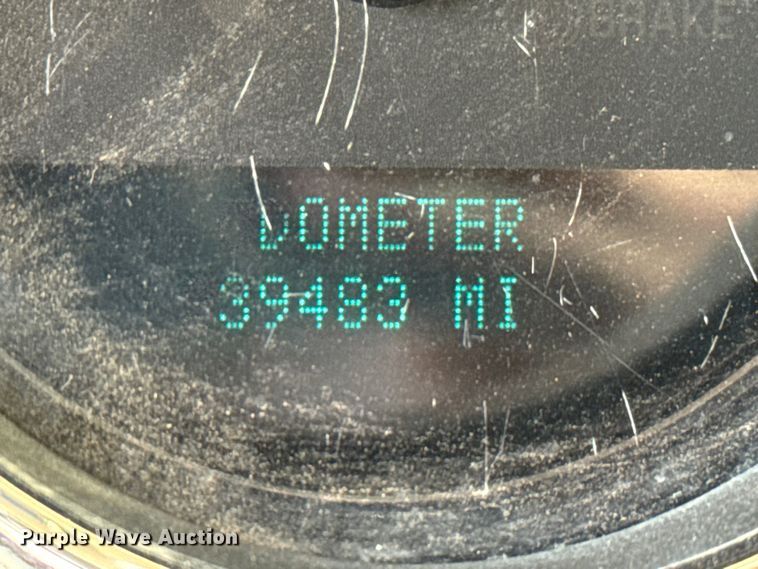 BRAKE
DOMETER
39483 MI
Purple Wave Auction